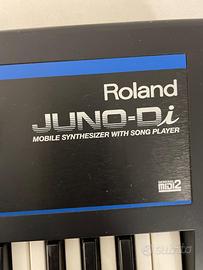 Roland
JUNO-Di
MOBILE SYNTHESIZER WITH SONG PLAYER
MIDI2
subito